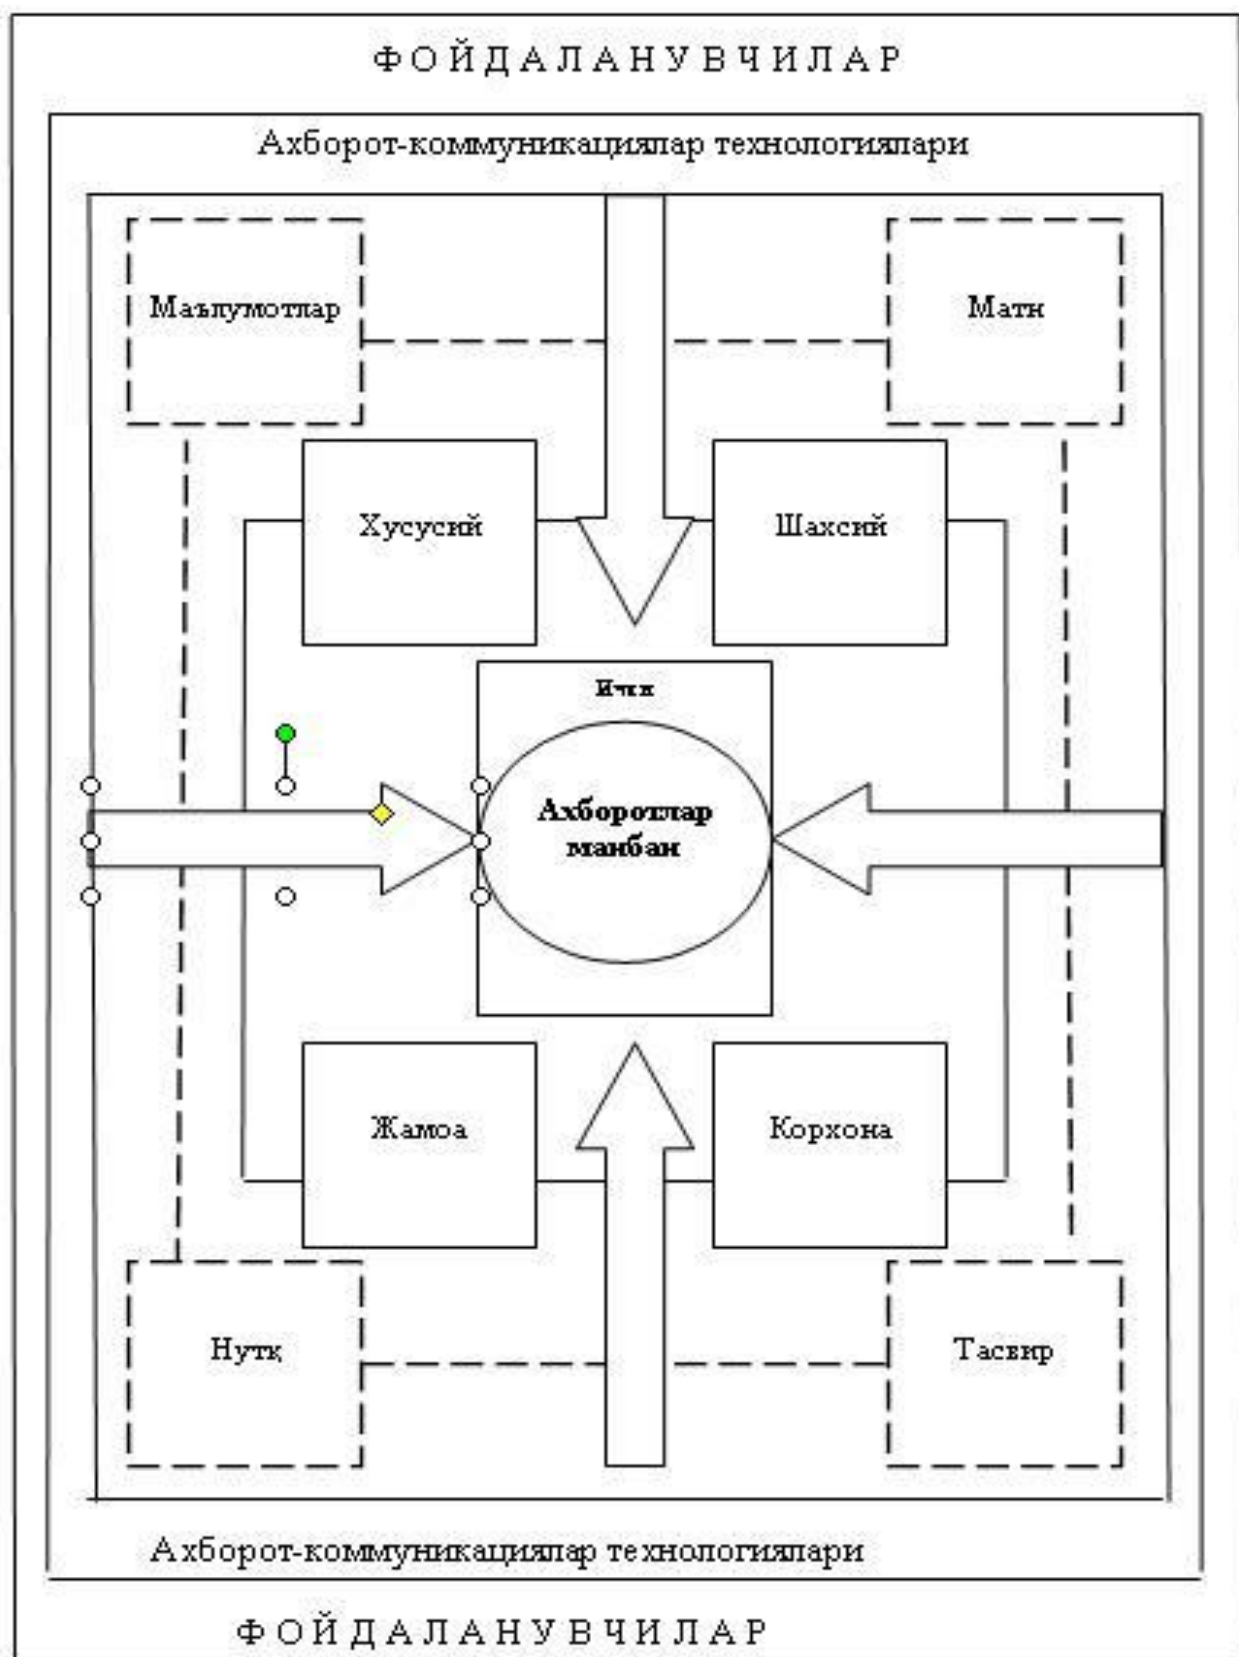 ФОЙДАЛАНУВЧИЛАР
Ахборот-коммуникациялар технологиялари
Маълумотлар
Матн
Хусусий
Шахсий
Ички
Ахборотлар
манбаи
Жамоа
Корхона
Нутқ
Тасвир
Ахборот-коммуникациялар технологиялари
ФОЙДАЛАНУВЧИЛАР